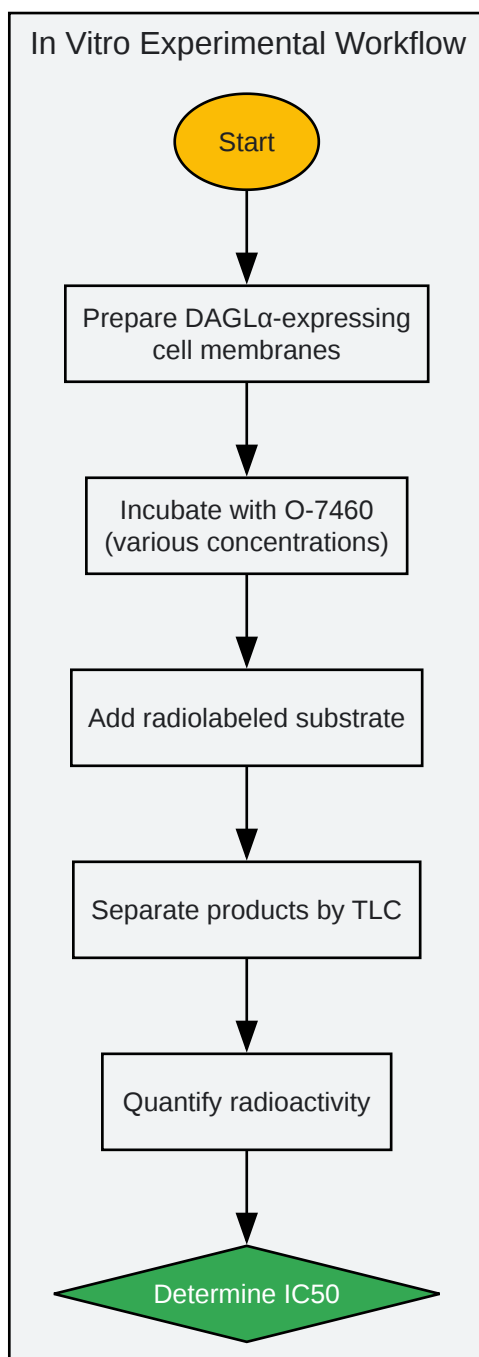 In Vitro Experimental Workflow
Start
Prepare DAGLα-expressing
cell membranes
Incubate with O-7460
(various concentrations)
Add radiolabeled substrate
Separate products by TLC
Quantify radioactivity
Determine IC50